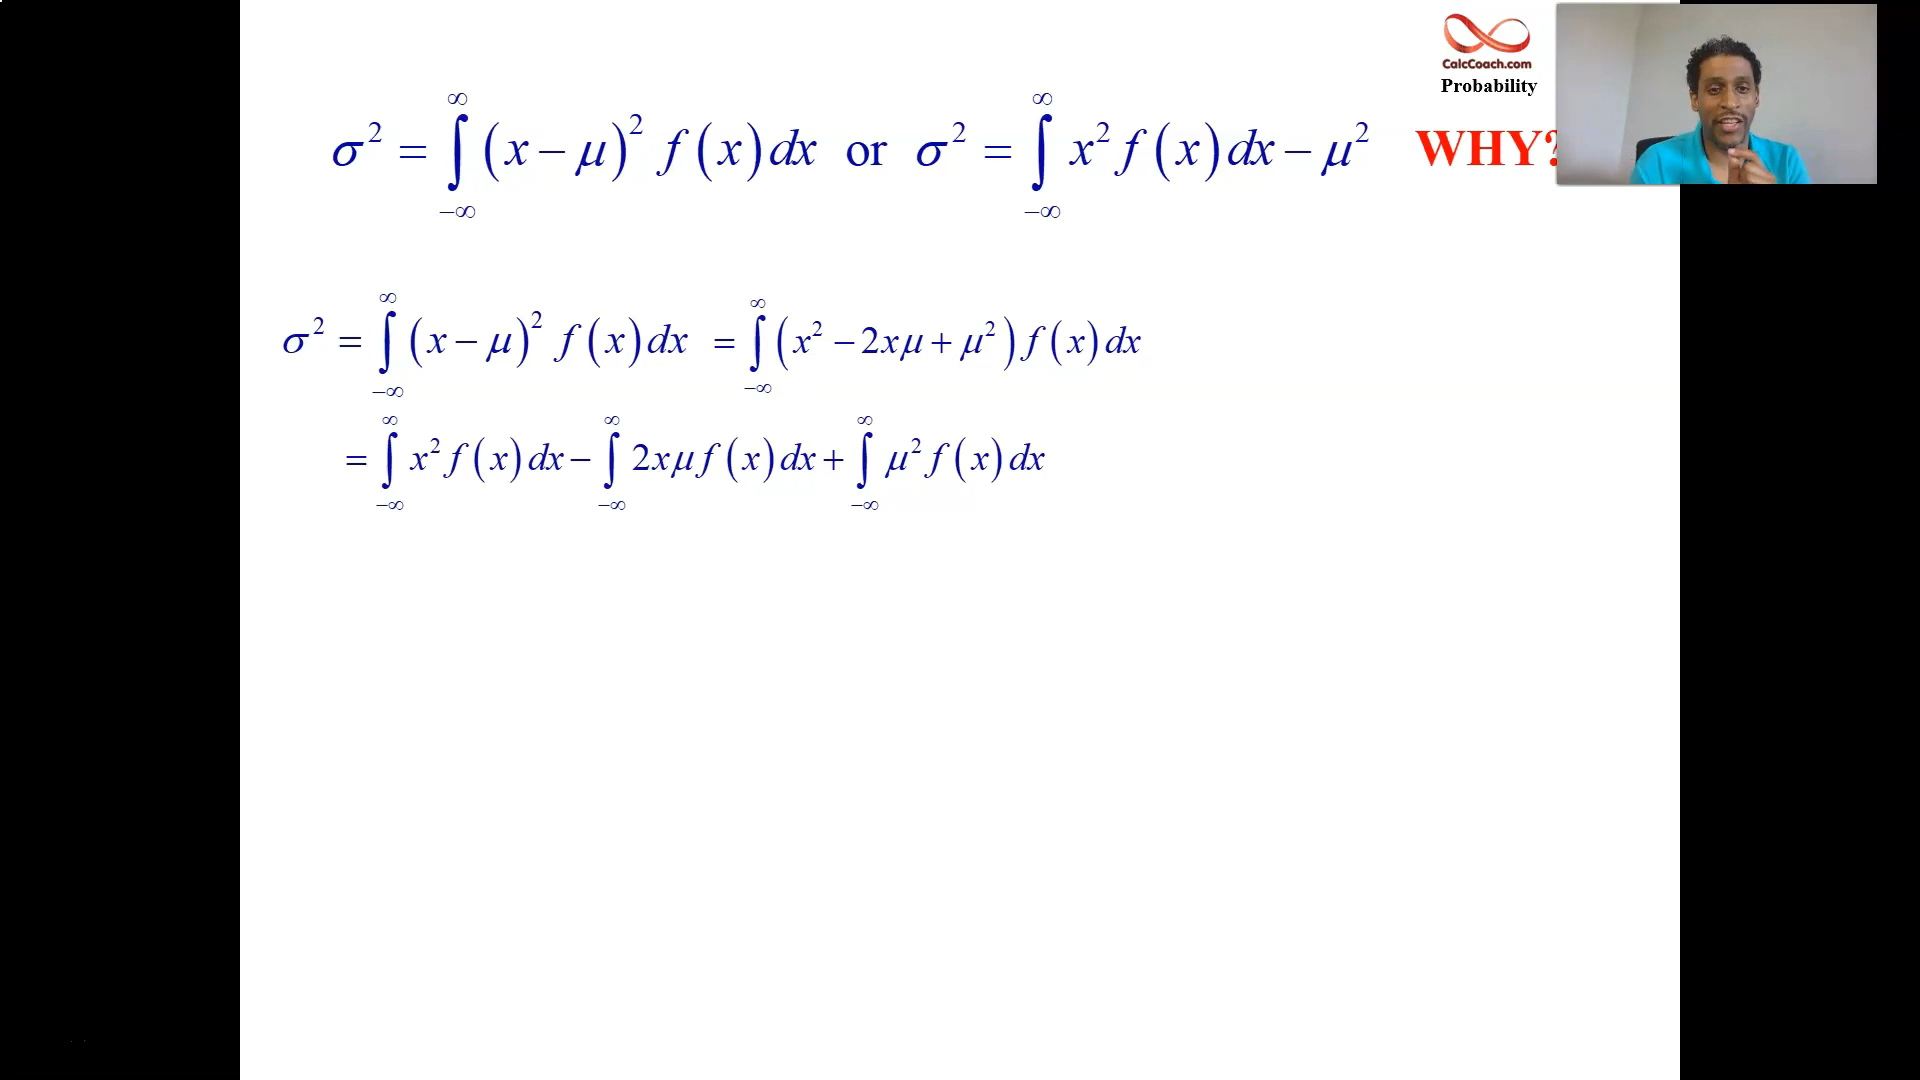 CalcCoach.com
Probability
σ² = ∫_{-∞}^{∞} (x − μ)² f(x) dx or σ² = ∫_{-∞}^{∞} x² f(x) dx − μ² WHY?
σ² = ∫_{-∞}^{∞} (x − μ)² f(x) dx = ∫_{-∞}^{∞} (x² − 2xμ + μ²) f(x) dx
= ∫_{-∞}^{∞} x² f(x) dx − ∫_{-∞}^{∞} 2xμ f(x) dx + ∫_{-∞}^{∞} μ² f(x) dx